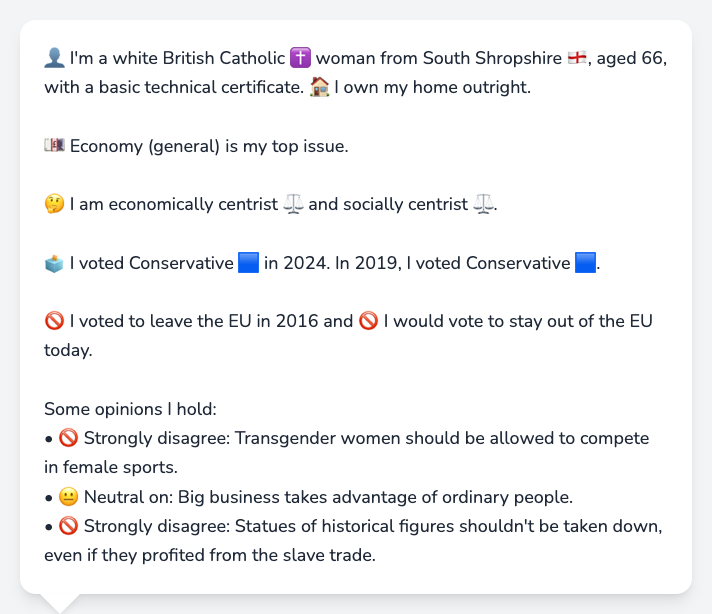 👤 I'm a white British Catholic ✝️ woman from South Shropshire 🏴󠁧󠁢󠁥󠁮󠁧󠁿, aged 66,
with a basic technical certificate. 🏠 I own my home outright.
💷 Economy (general) is my top issue.
🤔 I am economically centrist ⚖️ and socially centrist ⚖️.
🗳️ I voted Conservative 🟦 in 2024. In 2019, I voted Conservative 🟦.
🚫 I voted to leave the EU in 2016 and 🚫 I would vote to stay out of the EU
today.
Some opinions I hold:
• 🚫 Strongly disagree: Transgender women should be allowed to compete
in female sports.
• 😐 Neutral on: Big business takes advantage of ordinary people.
• 🚫 Strongly disagree: Statues of historical figures shouldn't be taken down,
even if they profited from the slave trade.